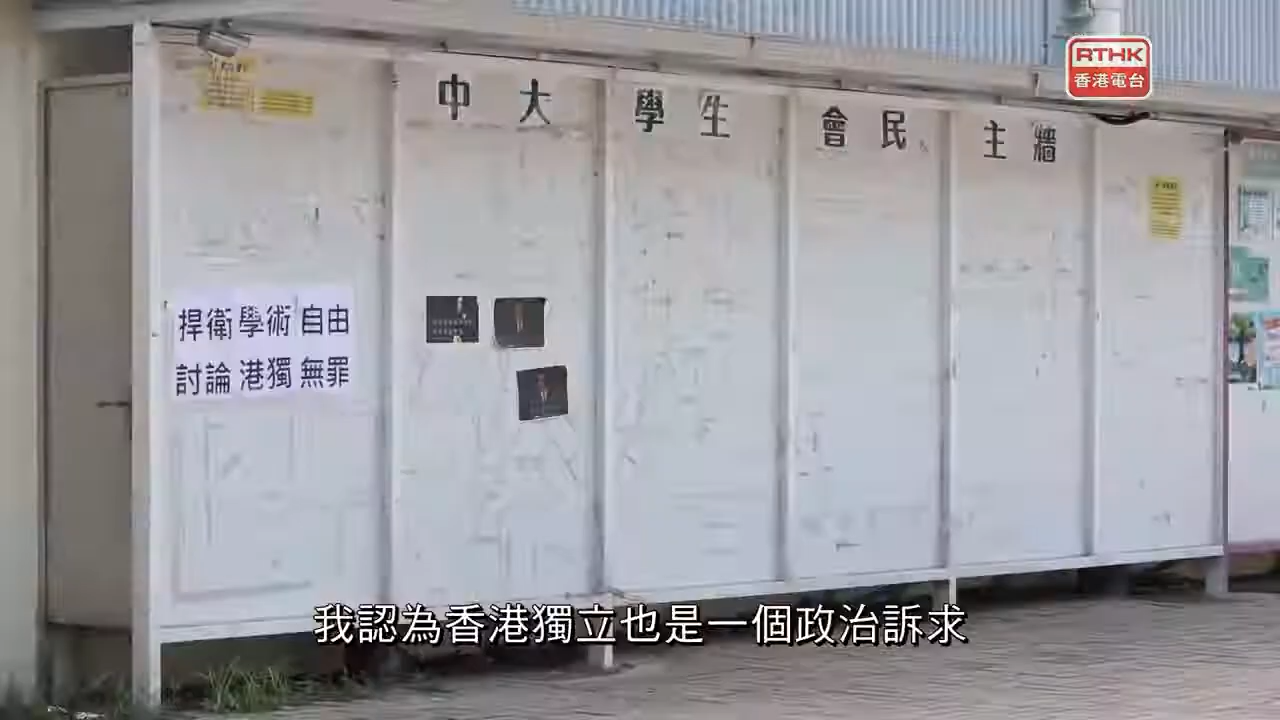 RTHK
香港電台
中大學生會民主牆
捍衛 學術 自由
討論 港獨 無罪
我認為香港獨立也是一個政治訴求